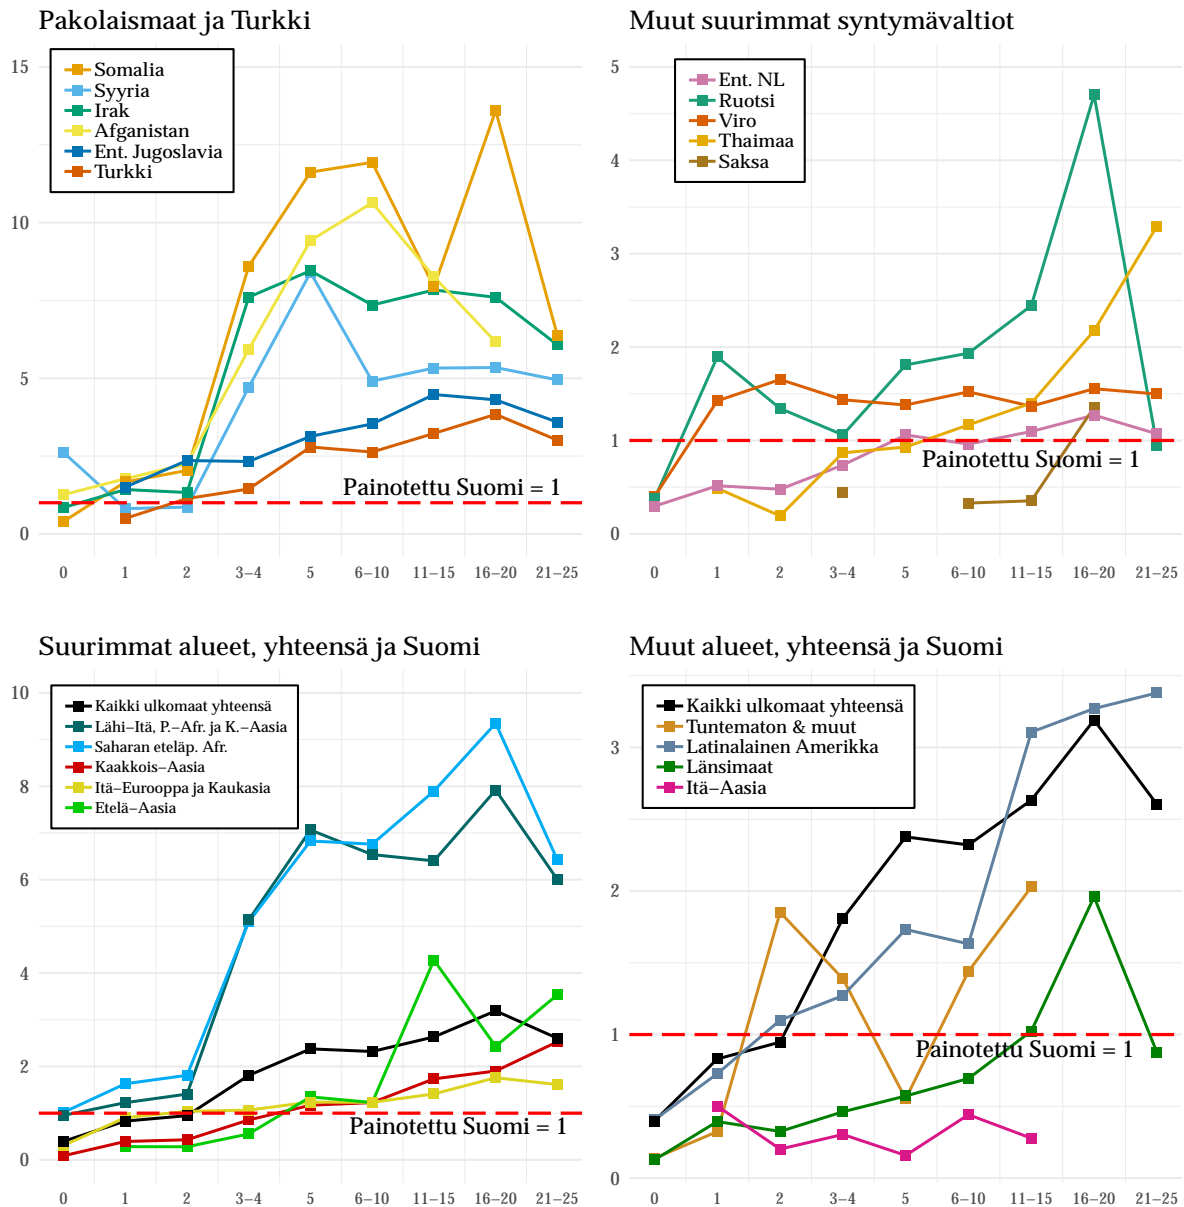 Pakolaismaat ja Turkki
15
10
5
0
Somalia
Syyria
Irak
Afganistan
Ent. Jugoslavia
Turkki
Painotettu Suomi = 1
0 1 2 3–4 5 6–10 11–15 16–20 21–25
Muut suurimmat syntymävaltiot
5
4
3
2
1
0
Ent. NL
Ruotsi
Viro
Thaimaa
Saksa
Painotettu Suomi = 1
0 1 2 3–4 5 6–10 11–15 16–20 21–25
Suurimmat alueet, yhteensä ja Suomi
10
8
6
4
2
0
Kaikki ulkomaat yhteensä
Lähi–Itä, P.–Afr. ja K.–Aasia
Saharan eteläp. Afr.
Kaakkois–Aasia
Itä–Eurooppa ja Kaukasia
Etelä–Aasia
Painotettu Suomi = 1
0 1 2 3–4 5 6–10 11–15 16–20 21–25
Muut alueet, yhteensä ja Suomi
3
2
1
0
Kaikki ulkomaat yhteensä
Tuntematon & muut
Latinalainen Amerikka
Länsimaat
Itä–Aasia
Painotettu Suomi = 1
0 1 2 3–4 5 6–10 11–15 16–20 21–25